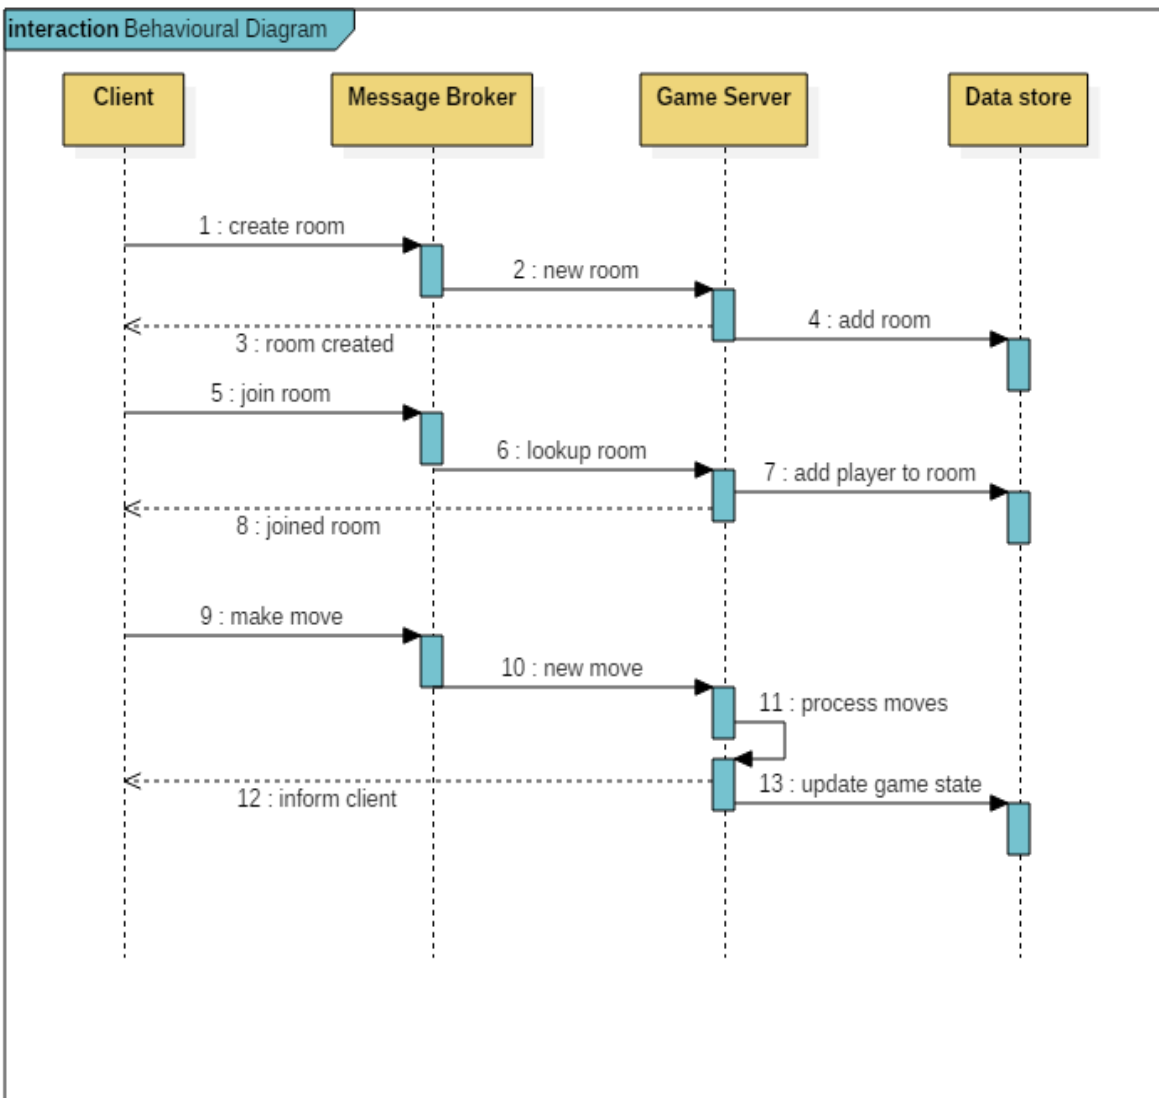 interaction Behavioural Diagram
Client
Message Broker
Game Server
Data store
1 : create room
2 : new room
4 : add room
3 : room created
5 : join room
6 : lookup room
7 : add player to room
8 : joined room
9 : make move
10 : new move
11 : process moves
13 : update game state
12 : inform client